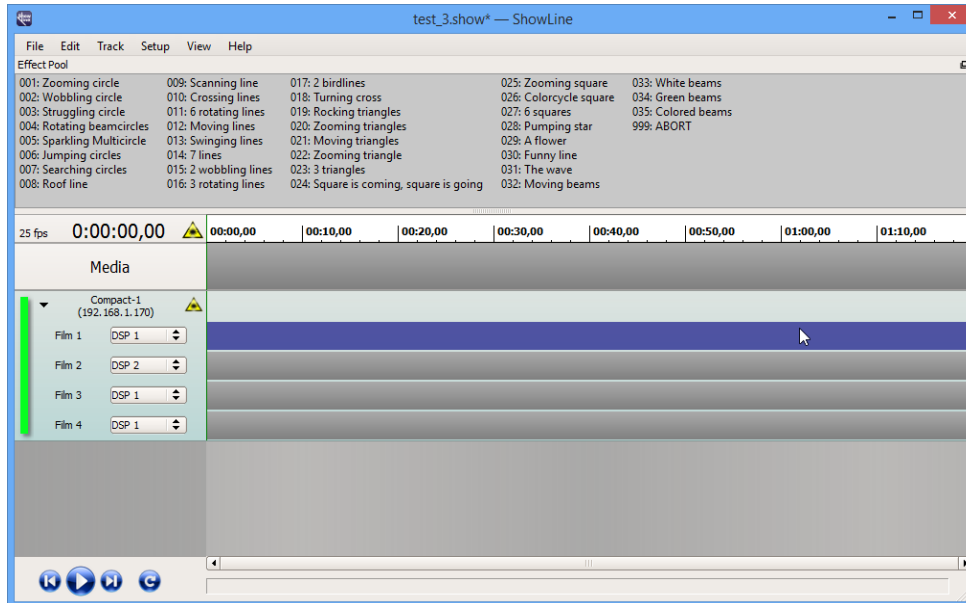 test_3.show* — ShowLine
File Edit Track Setup View Help
Effect Pool
001: Zooming circle
002: Wobbling circle
003: Struggling circle
004: Rotating beamcircles
005: Sparkling Multicircle
006: Jumping circles
007: Searching circles
008: Roof line
009: Scanning line
010: Crossing lines
011: 6 rotating lines
012: Moving lines
013: Swinging lines
014: 7 lines
015: 2 wobbling lines
016: 3 rotating lines
017: 2 birdlines
018: Turning cross
019: Rocking triangles
020: Zooming triangles
021: Moving triangles
022: Zooming triangle
023: 3 triangles
024: Square is coming, square is going
025: Zooming square
026: Colorcycle square
027: 6 squares
028: Pumping star
029: A flower
030: Funny line
031: The wave
032: Moving beams
033: White beams
034: Green beams
035: Colored beams
999: ABORT
25 fps 0:00:00,00 00:00,00 00:10,00 00:20,00 00:30,00 00:40,00 00:50,00 01:00,00 01:10,00
Media
Compact-1
(192.168.1.170)
Film 1 DSP 1
Film 2 DSP 2
Film 3 DSP 1
Film 4 DSP 1